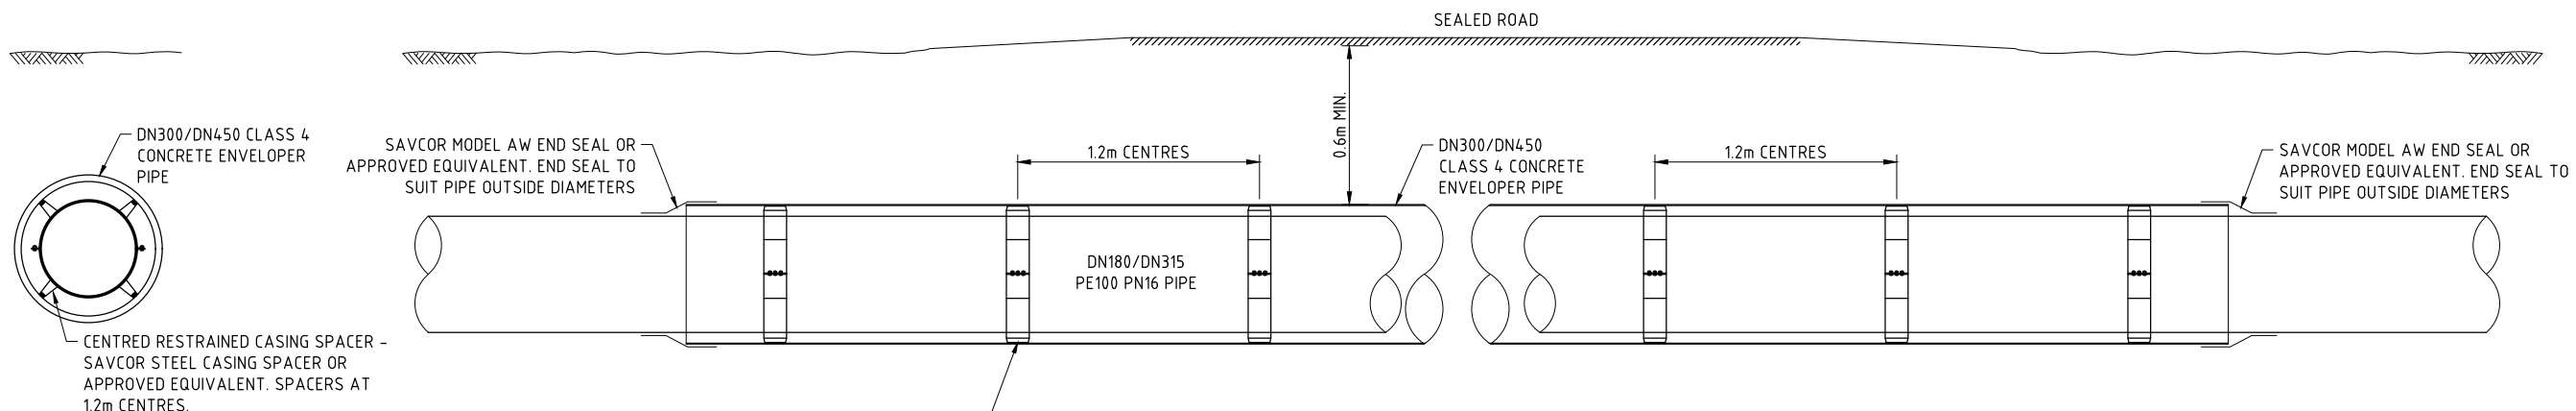 SEALED ROAD
DN300/DN450 CLASS 4
CONCRETE ENVELOPER
PIPE
SAVCOR MODEL AW END SEAL OR
APPROVED EQUIVALENT. END SEAL TO
SUIT PIPE OUTSIDE DIAMETERS
1.2m CENTRES
0.6m MIN.
DN300/DN450
CLASS 4 CONCRETE
ENVELOPER PIPE
1.2m CENTRES
SAVCOR MODEL AW END SEAL OR
APPROVED EQUIVALENT. END SEAL TO
SUIT PIPE OUTSIDE DIAMETERS
DN180/DN315
PE100 PN16 PIPE
CENTRED RESTRAINED CASING SPACER -
SAVCOR STEEL CASING SPACER OR
APPROVED EQUIVALENT. SPACERS AT
1.2m CENTRES.